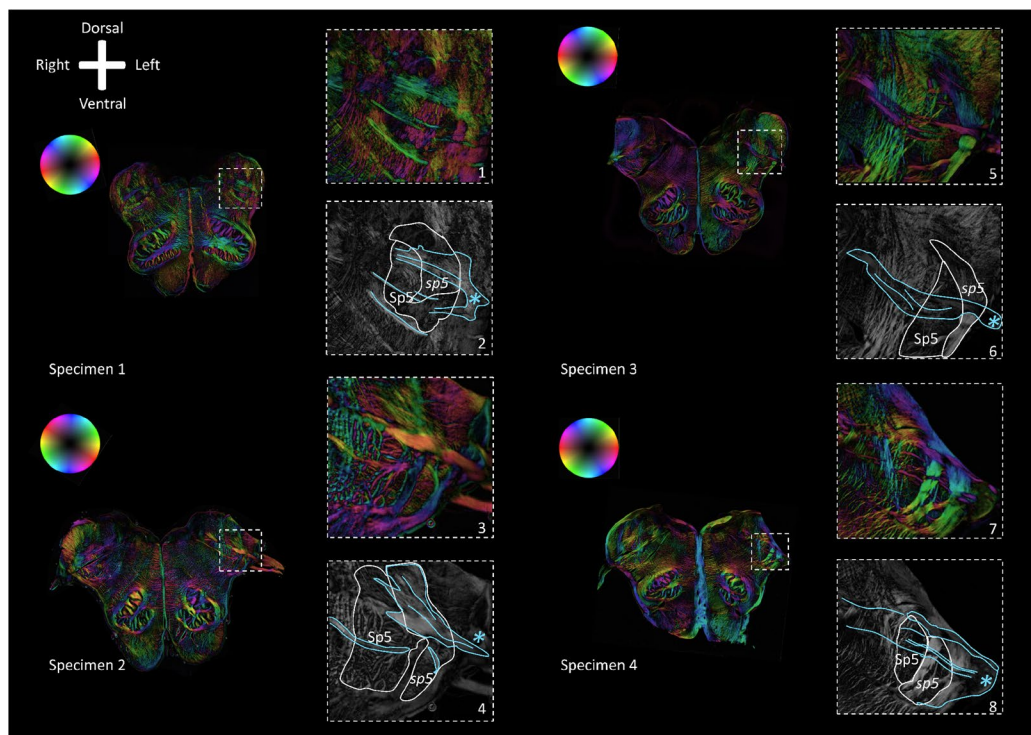 Dorsal
Right Left
Ventral
1
Sp5 sp5 *
2
Specimen 1
3
Sp5 *
sp5
4
Specimen 2
5
sp5
Sp5 *
6
Specimen 3
7
Sp5 *
sp5
8
Specimen 4